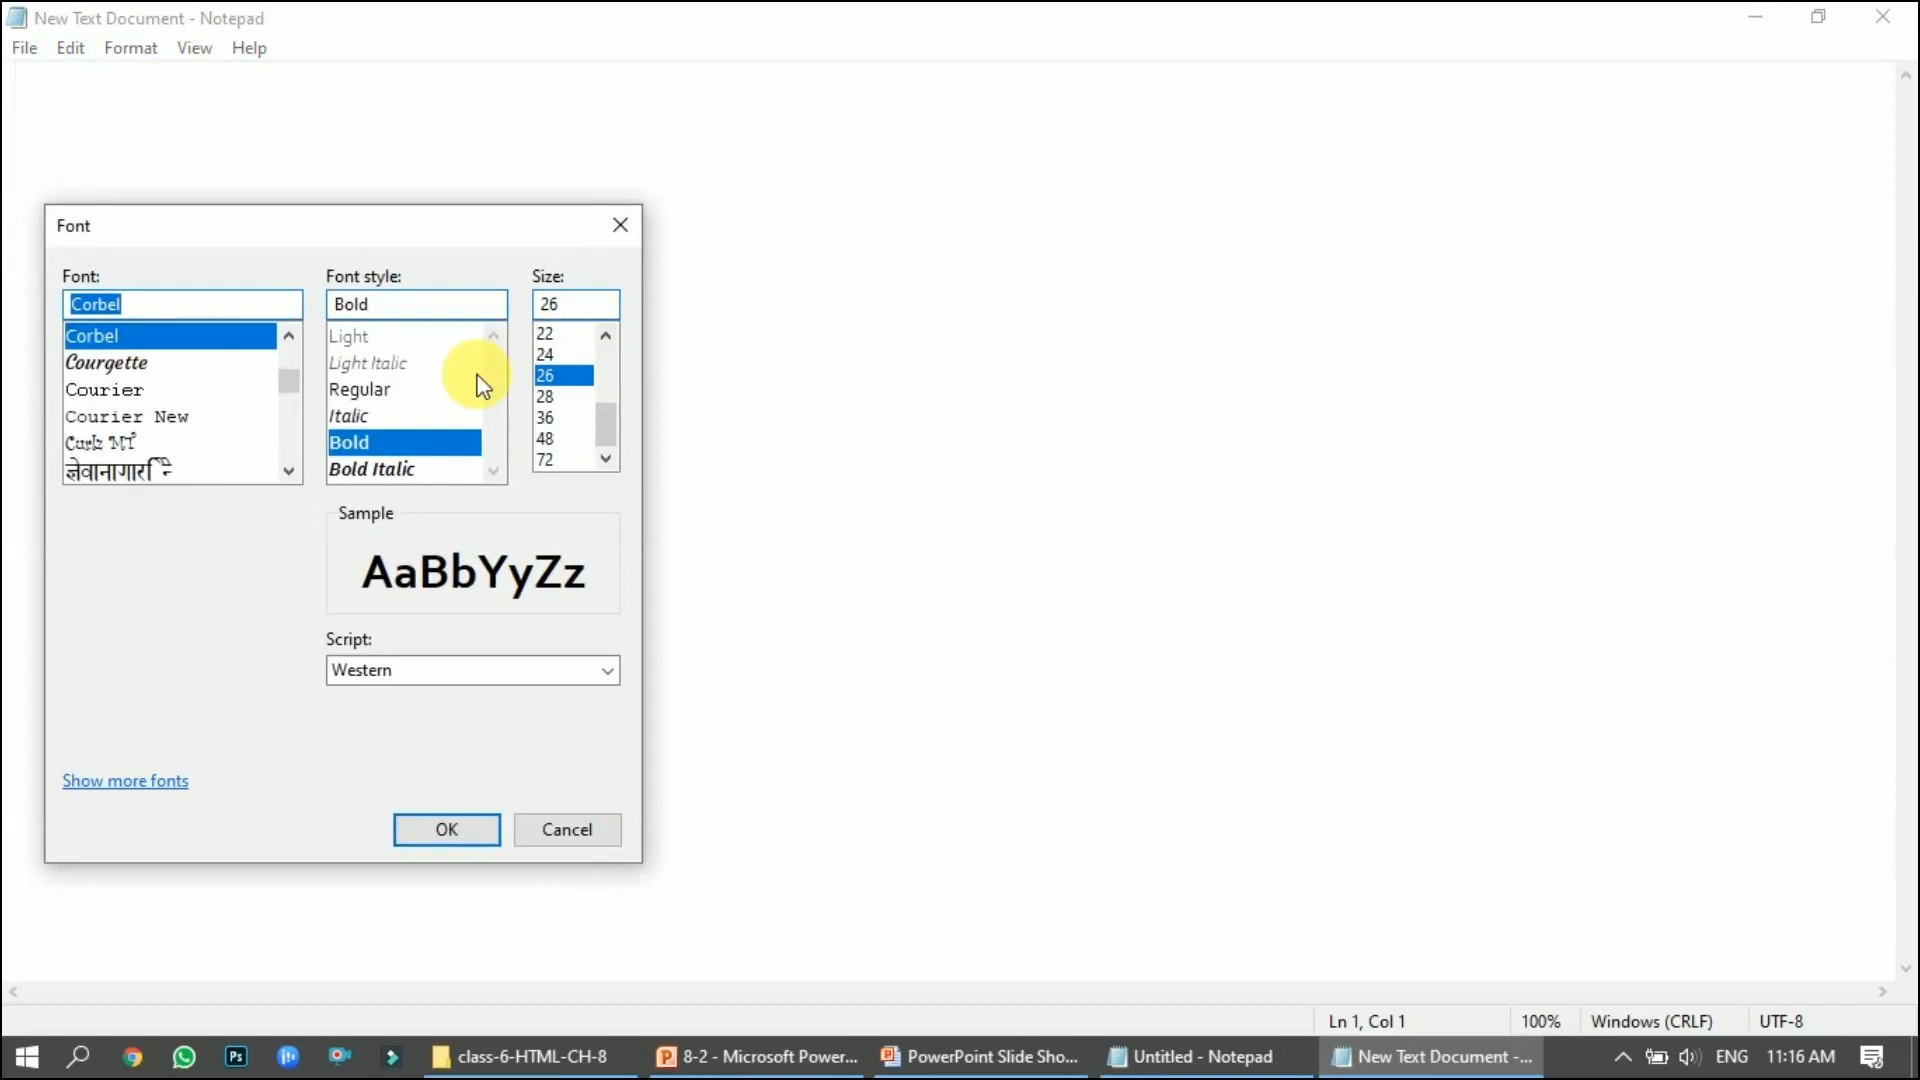 New Text Document - Notepad
File Edit Format View Help
Font
Font: Font style: Size:
Corbel Bold 26
Corbel Light 22
Courgette Light Italic 24
Courier Regular 26
Courier New Italic 28
Curlz MT Bold 36
Bold Italic 48
72
Sample
AaBbYyZz
Script:
Western
Show more fonts
OK Cancel
Ln 1, Col 1 100% Windows (CRLF) UTF-8
Ps class-6-HTML-CH-8 8-2 - Microsoft Power... PowerPoint Slide Sho... Untitled - Notepad New Text Document -... ENG 11:16 AM